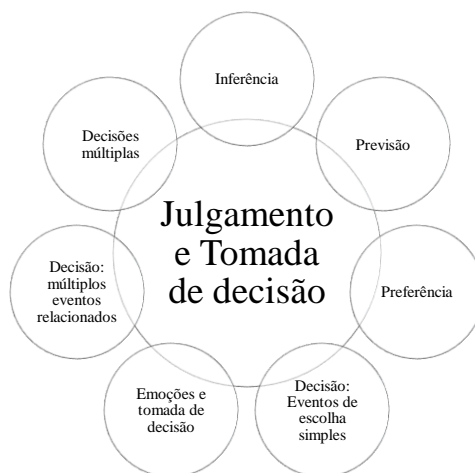 Inferência
Previsão
Preferência
Decisão:
Eventos de
escolha
simples
Emoções e
tomada de
decisão
Decisão:
múltiplos
eventos
relacionados
Decisões
múltiplas
Julgamento
e Tomada
de decisão